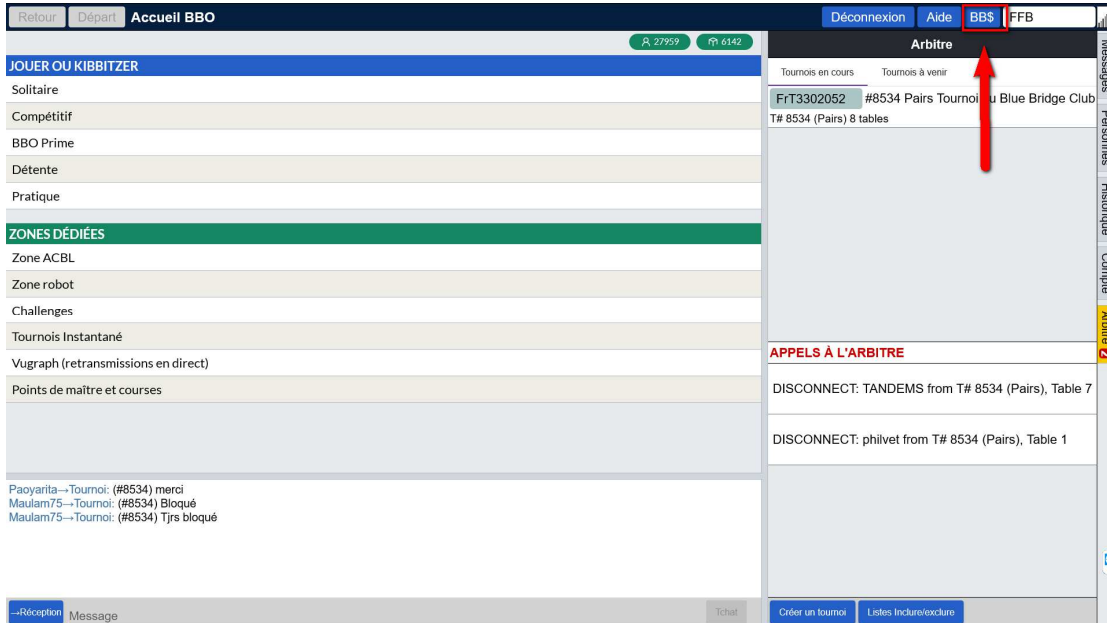 Retour Départ Accueil BBO Déconnexion Aide BB$ FFB
27959 6142
JOUER OU KIBBITZER
Solitaire
Compétitif
BBO Prime
Détente
Pratique
ZONES DÉDIÉES
Zone ACBL
Zone robot
Challenges
Tournois Instantané
Vugraph (retransmissions en direct)
Points de maître et courses
Paoyarita→Tournoi: (#8534) merci
Maulam75→Tournoi: (#8534) Bloqué
Maulam75→Tournoi: (#8534) Tjrs bloqué
→Réception Message Tchat
Arbitre
Tournois en cours Tournois à venir
FrT3302052 #8534 Pairs Tournoi u Blue Bridge Club
T# 8534 (Pairs) 8 tables
APPELS À L'ARBITRE
DISCONNECT: TANDEMS from T# 8534 (Pairs), Table 7
DISCONNECT: philvet from T# 8534 (Pairs), Table 1
Créer un tournoi Listes Inclure/exclure
Messages
Personnes
Historique
Compte
Arbitre 2